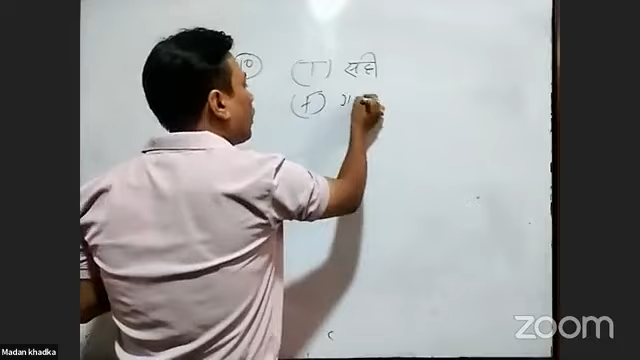 (T) सही
(F) ग
Madan khadka
zoom